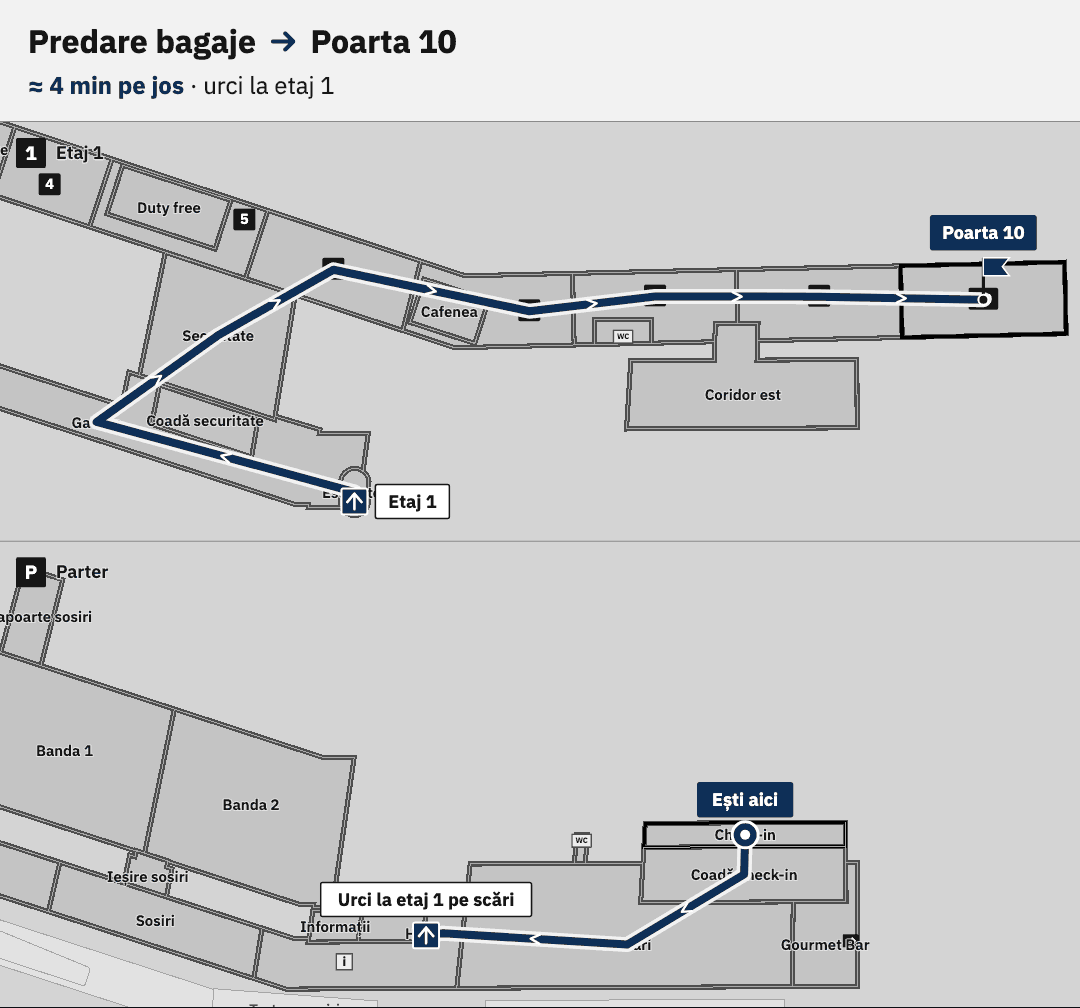 Predare bagaje → Poarta 10
≈ 4 min pe jos · urci la etaj 1
1 Etaj 1
4
Duty free
5
Poarta 10
Cafenea
WC
Coridor est
Coadă securitate
Etaj 1
P Parter
sosiri
Banda 1
Banda 2
Ești aici
WC
Ieșire sosiri
Urci la etaj 1 pe scări
Sosiri
Informații
i
Gourmet Bar